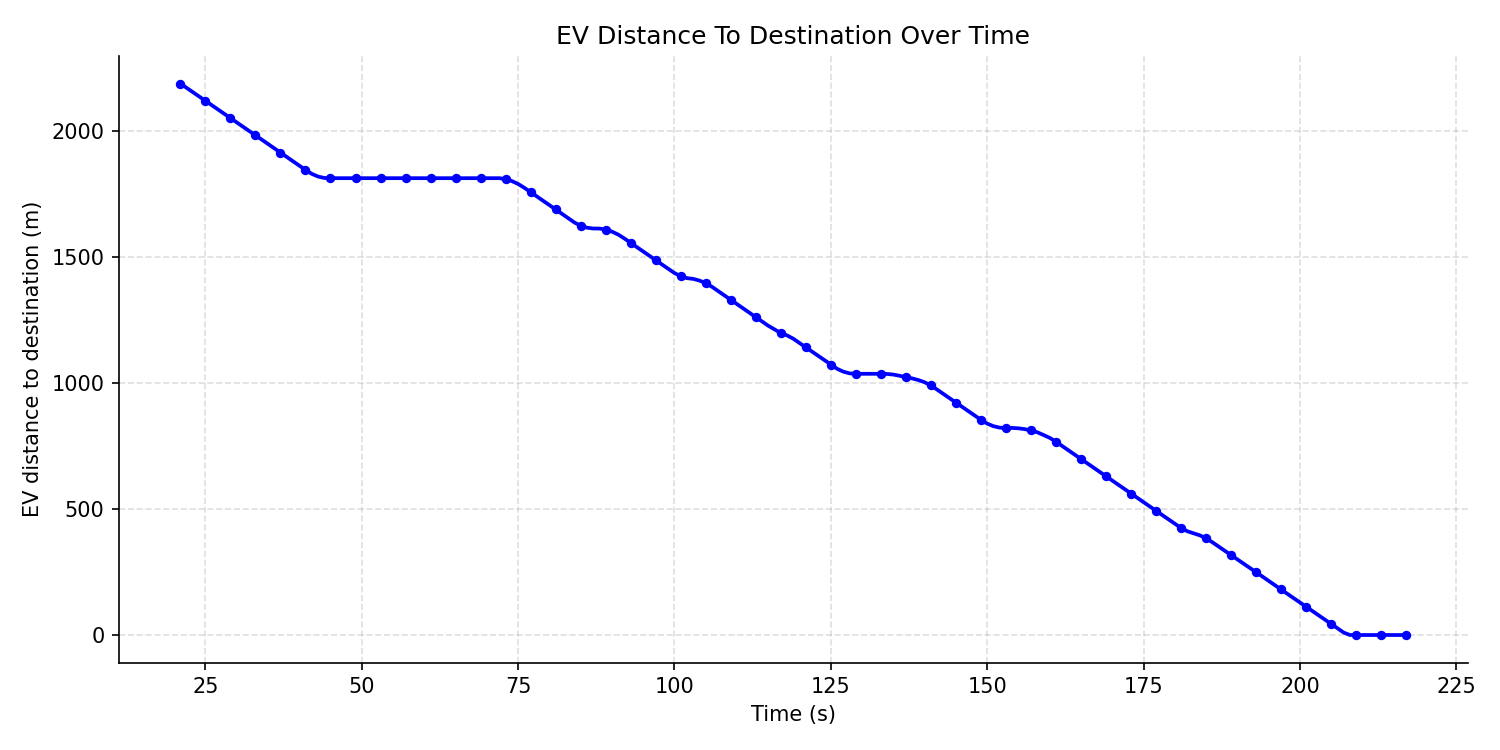 EV Distance To Destination Over Time
EV distance to destination (m)
2000
1500
1000
500
0
25 50 75 100 125 150 175 200 225
Time (s)